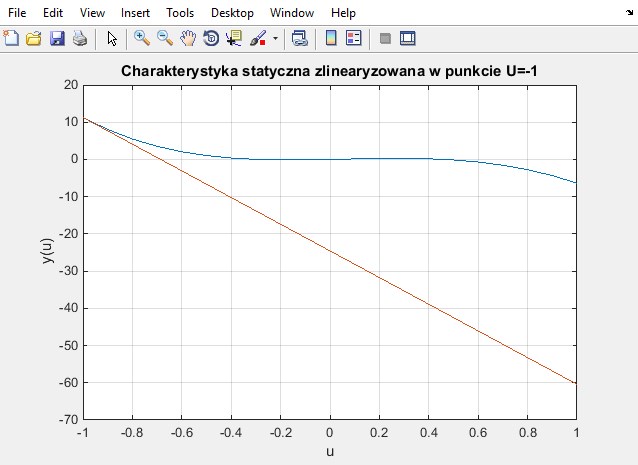 File Edit View Insert Tools Desktop Window Help
Charakterystyka statyczna zlinearyzowana w punkcie U=-1
20
10
0
-10
-20
-30
-40
-50
-60
-70
y(u)
-1 -0.8 -0.6 -0.4 -0.2 0 0.2 0.4 0.6 0.8 1
u